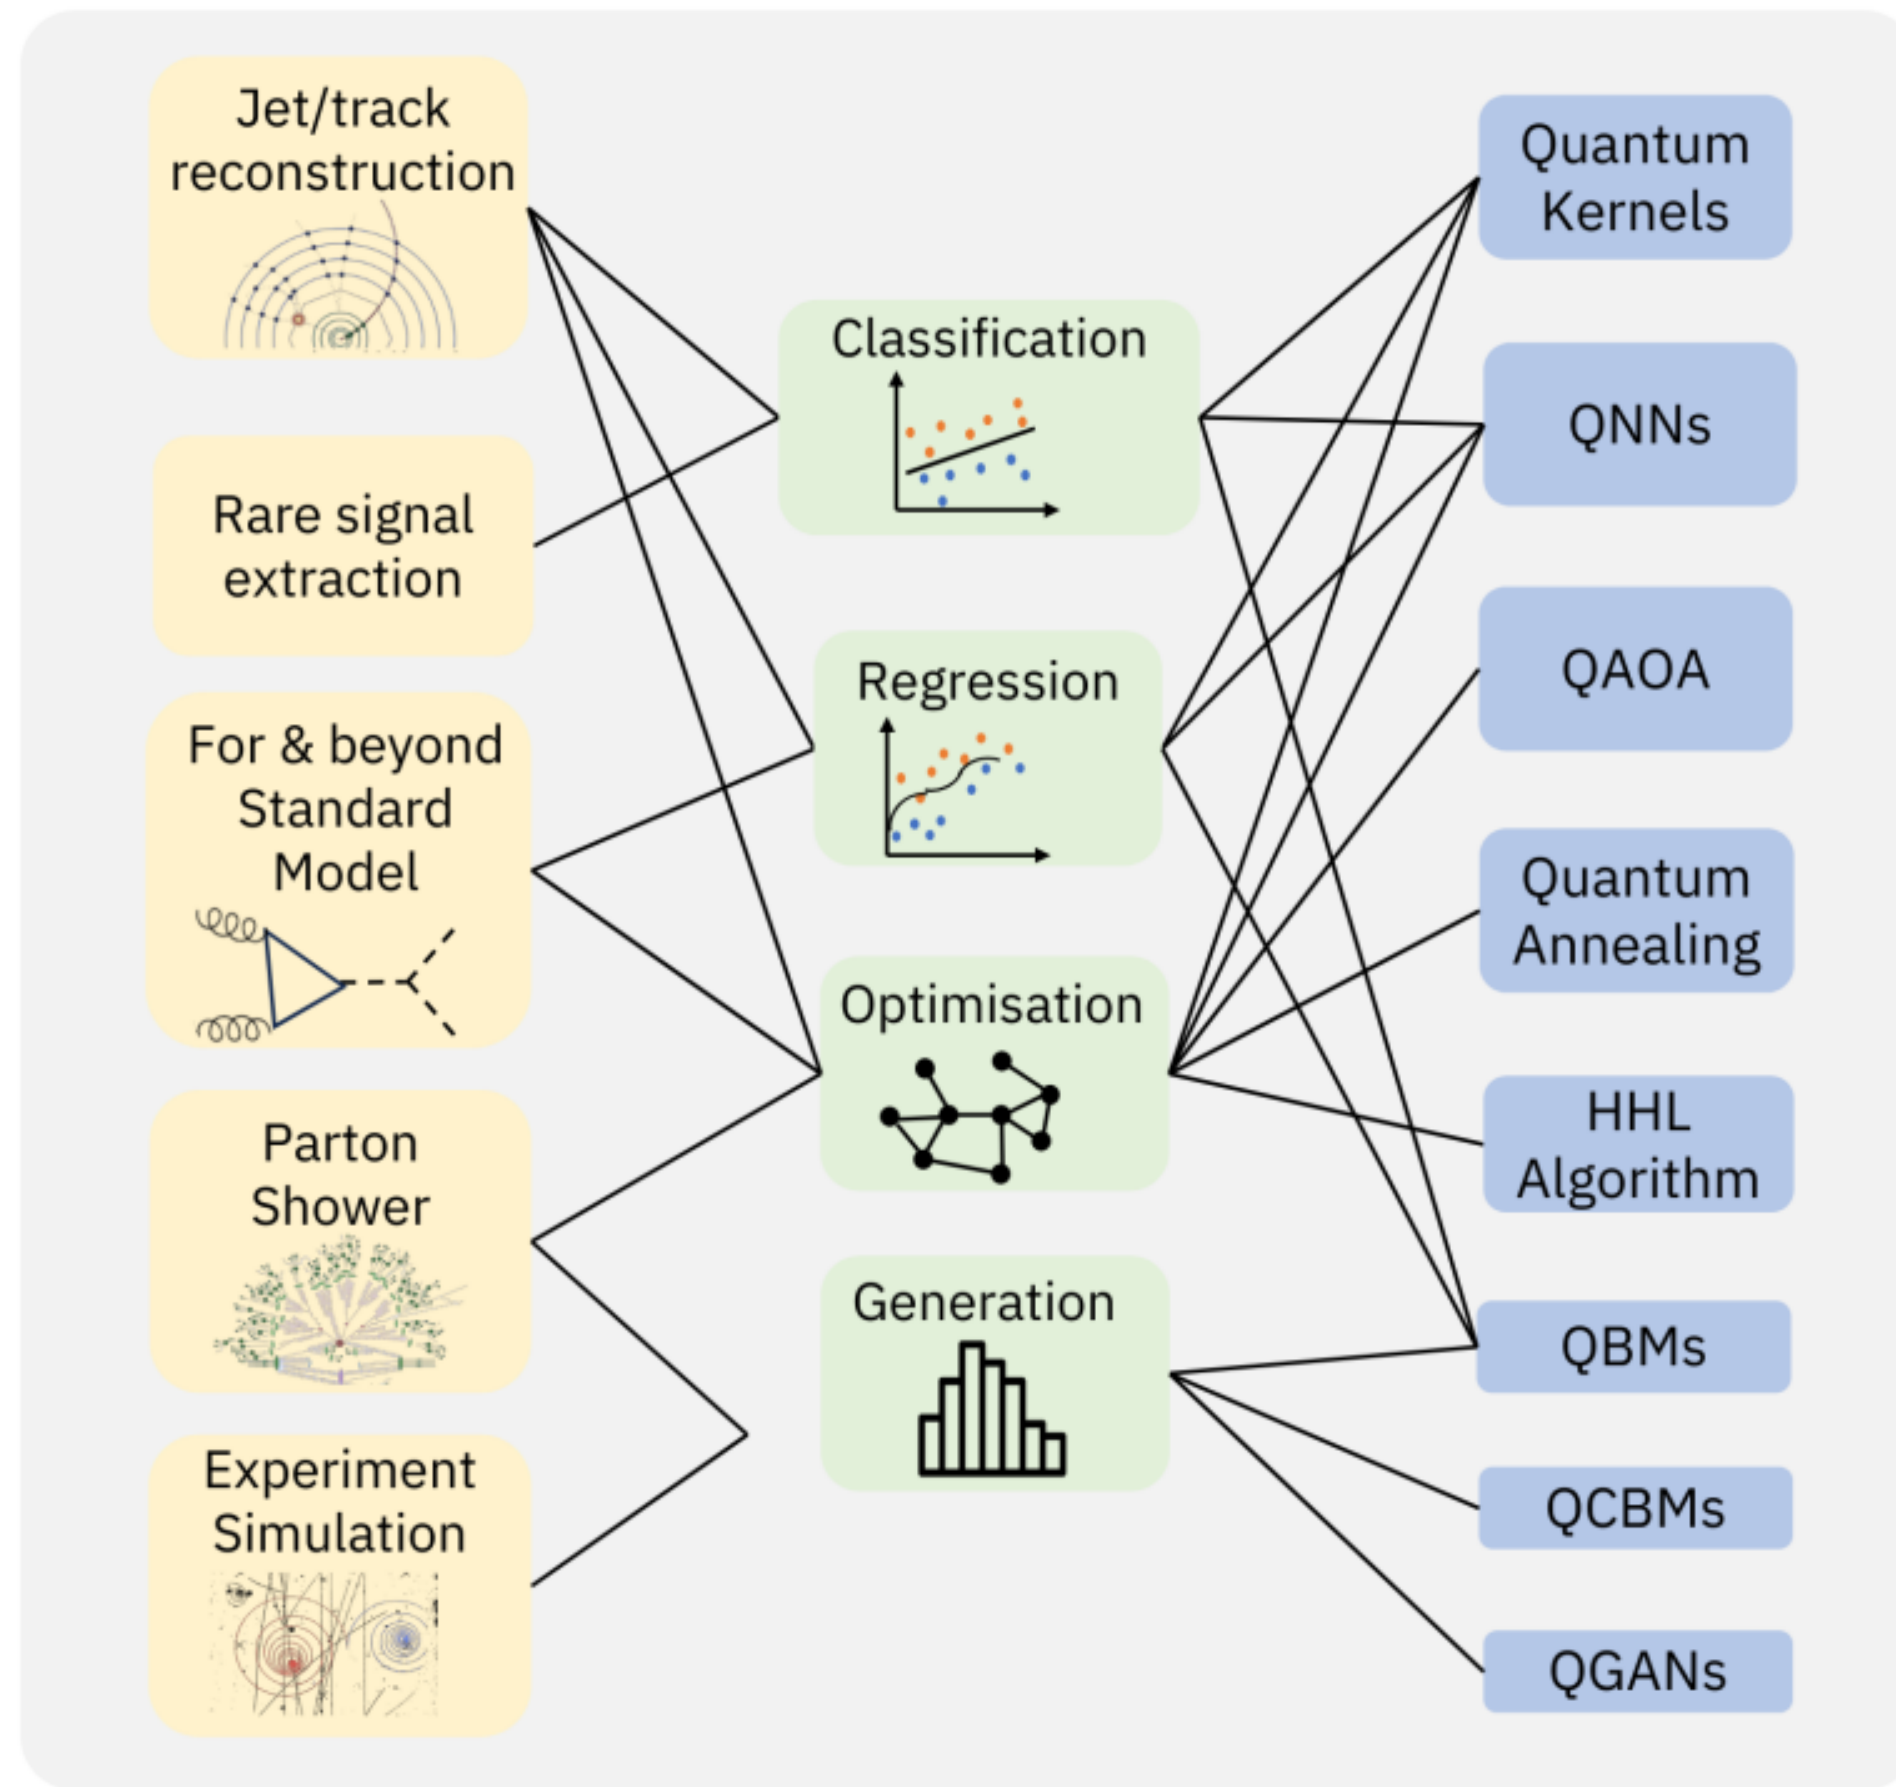 Jet/track
reconstruction
Rare signal
extraction
For & beyond
Standard
Model
Parton
Shower
Experiment
Simulation
Classification
Regression
Optimisation
Generation
Quantum
Kernels
QNNs
QAOA
Quantum
Annealing
HHL
Algorithm
QBMs
QCBMs
QGANs